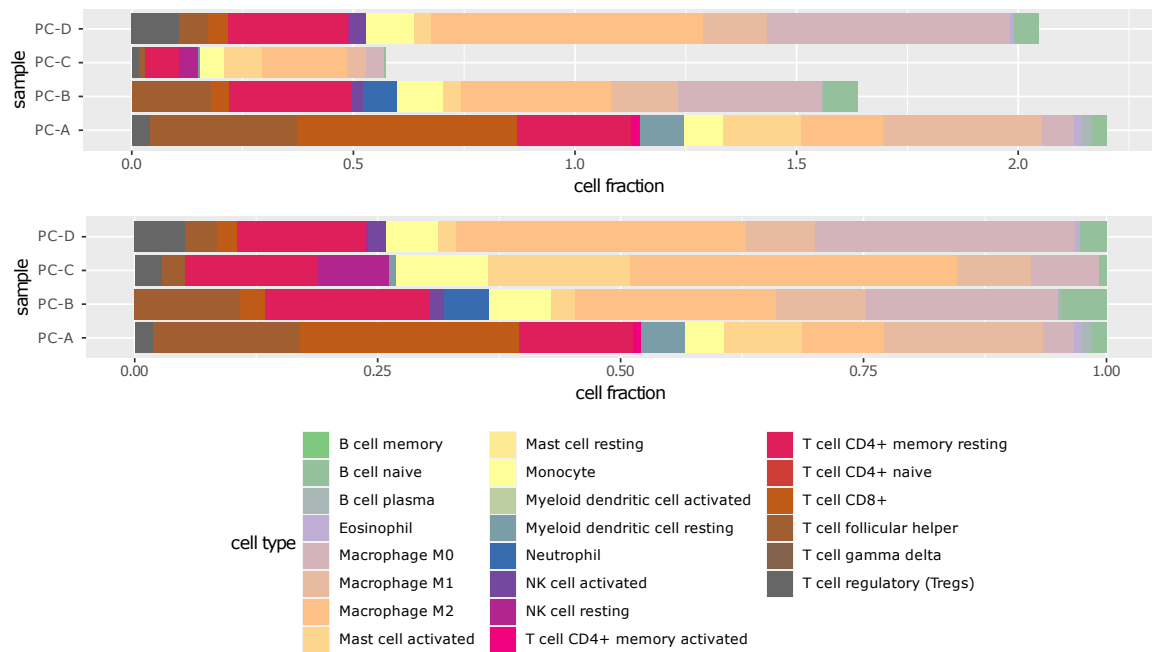 PC-D
PC-C
PC-B
PC-A
sample
0.0 0.5 1.0 1.5 2.0
cell fraction
PC-D
PC-C
PC-B
PC-A
sample
0.00 0.25 0.50 0.75 1.00
cell fraction
cell type
B cell memory
B cell naive
B cell plasma
Eosinophil
Macrophage M0
Macrophage M1
Macrophage M2
Mast cell activated
Mast cell resting
Monocyte
Myeloid dendritic cell activated
Myeloid dendritic cell resting
Neutrophil
NK cell activated
NK cell resting
T cell CD4+ memory activated
T cell CD4+ memory resting
T cell CD4+ naive
T cell CD8+
T cell follicular helper
T cell gamma delta
T cell regulatory (Tregs)